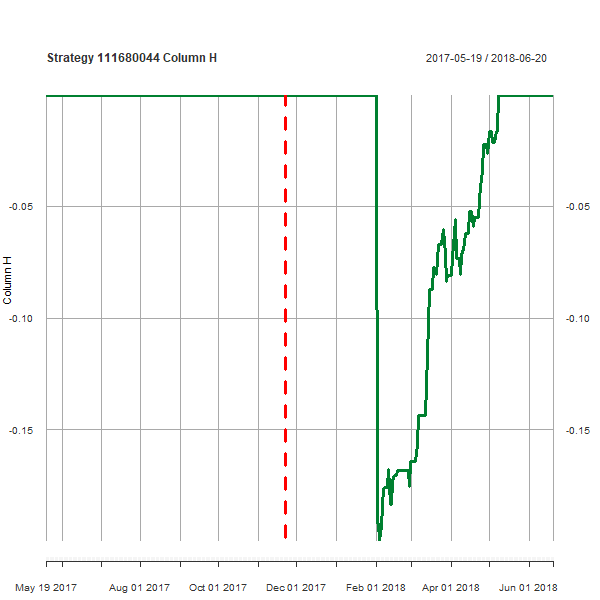 Strategy 111680044 Column H
2017-05-19 / 2018-06-20
-0.05
-0.05
Column H
-0.10
-0.10
-0.15
-0.15
May 19 2017
Aug 01 2017
Oct 01 2017
Dec 01 2017
Feb 01 2018
Apr 01 2018
Jun 01 2018